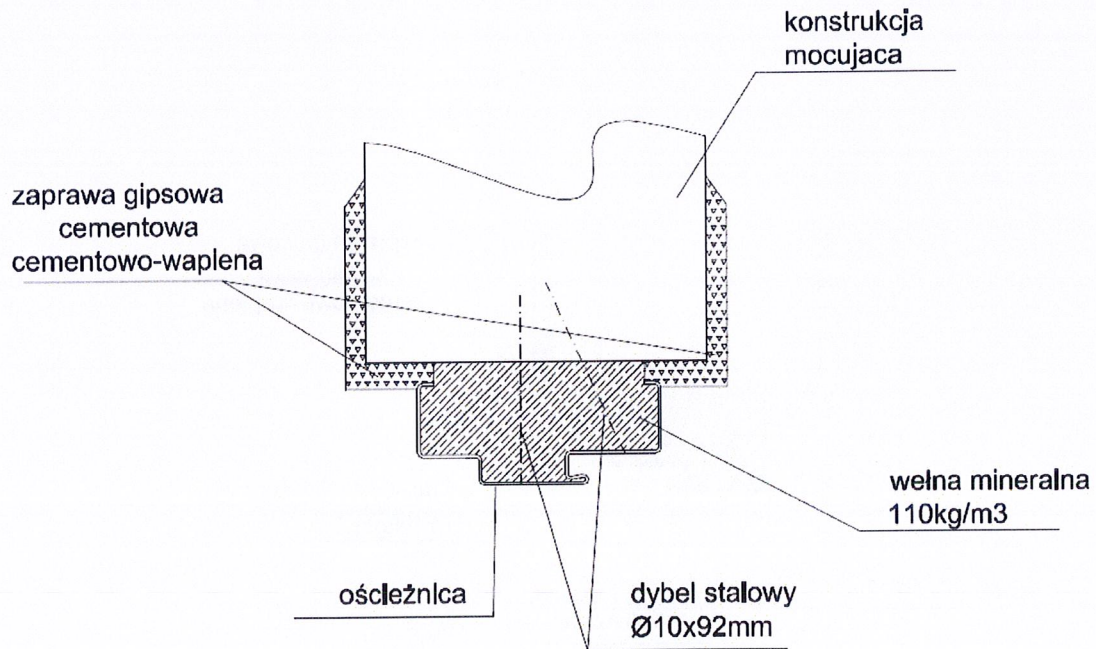 konstrukcja
mocujaca
zaprawa gipsowa
cementowa
cementowo-waplena
wełna mineralna
110kg/m3
ościeżnica
dybel stalowy
Ø10x92mm